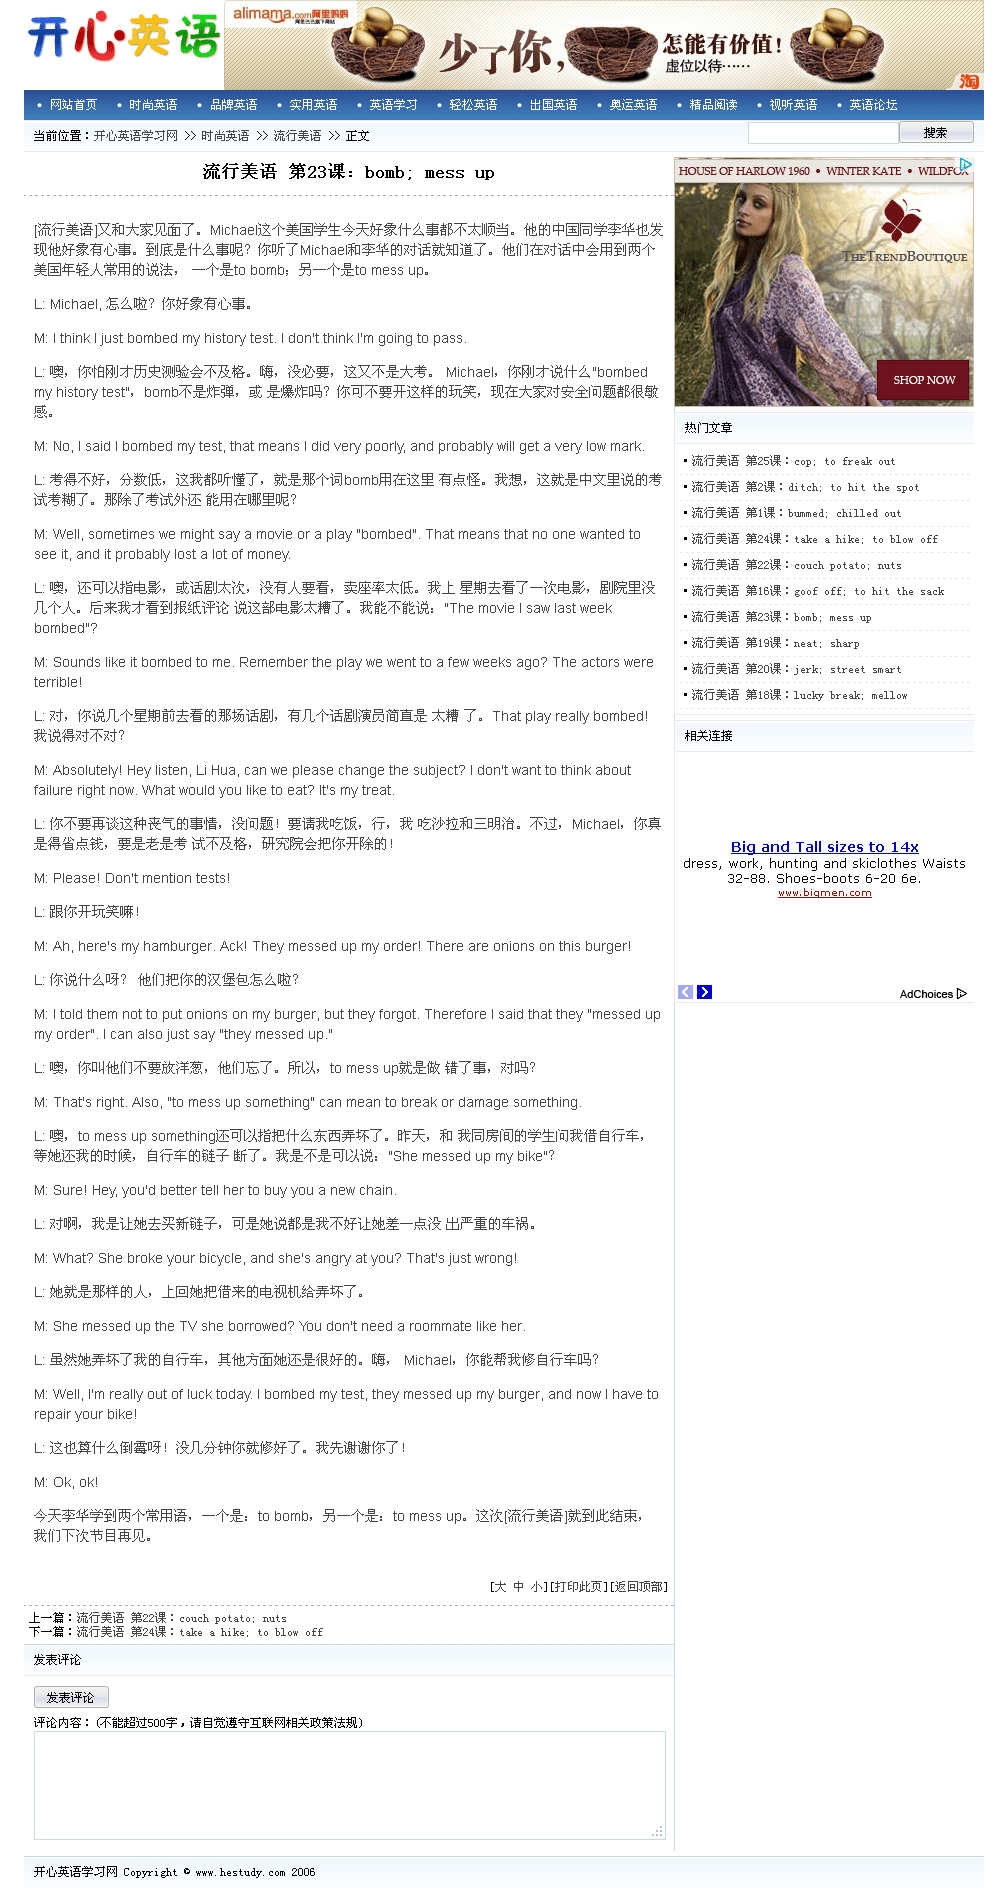 开心英语
alimama.com阿里妈妈
阿里巴巴旗下网站
少了你，怎能有价值！
虚位以待……
淘
网站首页 时尚英语 品牌英语 实用英语 英语学习 轻松英语 出国英语 奥运英语 精品阅读 视听英语 英语论坛
当前位置：开心英语学习网 >> 时尚英语 >> 流行美语 >> 正文
搜索
流行美语 第23课：bomb; mess up
[流行美语]又和大家见面了。Michael这个美国学生今天好象什么事都不太顺当。他的中国同学李华也发
现他好象有心事。到底是什么事呢？你听了Michael和李华的对话就知道了。他们在对话中会用到两个
美国年轻人常用的说法， 一个是to bomb；另一个是to mess up。
L: Michael, 怎么啦？你好象有心事。
M: I think I just bombed my history test. I don't think I'm going to pass.
L: 噢，你怕刚才历史测验会不及格。嗨，没必要，这又不是大考。 Michael，你刚才说什么"bombed
my history test"，bomb不是炸弹，或 是爆炸吗？你可不要开这样的玩笑，现在大家对安全问题都很敏
感。
M: No, I said I bombed my test, that means I did very poorly, and probably will get a very low mark.
L: 考得不好，分数低，这我都听懂了，就是那个词bomb用在这里 有点怪。我想，这就是中文里说的考
试考糊了。那除了考试外还 能用在哪里呢？
M: Well, sometimes we might say a movie or a play "bombed". That means that no one wanted to
see it, and it probably lost a lot of money.
L: 噢，还可以指电影，或话剧太次，没有人要看，卖座率太低。我上 星期去看了一次电影，剧院里没
几个人。后来我才看到报纸评论 说这部电影太糟了。我能不能说："The movie I saw last week
bombed"?
M: Sounds like it bombed to me. Remember the play we went to a few weeks ago? The actors were
terrible!
L: 对，你说几个星期前去看的那场话剧，有几个话剧演员简直是 太糟 了。That play really bombed!
我说得对不对？
M: Absolutely! Hey listen, Li Hua, can we please change the subject? I don't want to think about
failure right now. What would you like to eat? It's my treat.
L: 你不要再谈这种丧气的事情，没问题！要请我吃饭，行，我 吃沙拉和三明治。不过，Michael，你真
是得省点钱，要是老是考 试不及格，研究院会把你开除的！
M: Please! Don't mention tests!
L: 跟你开玩笑嘛！
M: Ah, here's my hamburger. Ack! They messed up my order! There are onions on this burger!
L: 你说什么呀？ 他们把你的汉堡包怎么啦？
M: I told them not to put onions on my burger, but they forgot. Therefore I said that they "messed up
my order". I can also just say "they messed up."
L: 噢，你叫他们不要放洋葱，他们忘了。所以，to mess up就是做 错了事，对吗？
M: That's right. Also, "to mess up something" can mean to break or damage something.
L: 噢，to mess up something还可以指把什么东西弄坏了。昨天，和 我同房间的学生问我借自行车，
等她还我的时候，自行车的链子 断了。我是不是可以说："She messed up my bike"?
M: Sure! Hey, you'd better tell her to buy you a new chain.
L: 对啊，我是让她去买新链子，可是她说都是我不好让她差一点没 出严重的车祸。
M: What? She broke your bicycle, and she's angry at you? That's just wrong!
L: 她就是那样的人，上回她把借来的电视机给弄坏了。
M: She messed up the TV she borrowed? You don't need a roommate like her.
L: 虽然她弄坏了我的自行车，其他方面她还是很好的。嗨， Michael，你能帮我修自行车吗？
M: Well, I'm really out of luck today. I bombed my test, they messed up my burger, and now I have to
repair your bike!
L: 这也算什么倒霉呀！没几分钟你就修好了。我先谢谢你了！
M: Ok, ok!
今天李华学到两个常用语，一个是：to bomb，另一个是：to mess up。这次[流行美语]就到此结束，
我们下次节目再见。
[大 中 小][打印此页][返回顶部]
上一篇：流行美语 第22课：couch potato; nuts
下一篇：流行美语 第24课：take a hike; to blow off
发表评论
发表评论
评论内容：(不能超过500字，请自觉遵守互联网相关政策法规)
HOUSE OF HARLOW 1960 • WINTER KATE • WILDFOX
THETRENDBOUTIQUE
SHOP NOW
热门文章
流行美语 第25课：cop; to freak out
流行美语 第2课：ditch; to hit the spot
流行美语 第1课：bummed; chilled out
流行美语 第24课：take a hike; to blow off
流行美语 第22课：couch potato; nuts
流行美语 第16课：goof off; to hit the sack
流行美语 第23课：bomb; mess up
流行美语 第19课：neat; sharp
流行美语 第20课：jerk; street smart
流行美语 第18课：lucky break; mellow
相关连接
Big and Tall sizes to 14x
dress, work, hunting and skiclothes Waists
32-88. Shoes-boots 6-20 6e.
www.bigmen.com
AdChoices
开心英语学习网 Copyright © www.hestudy.com 2006